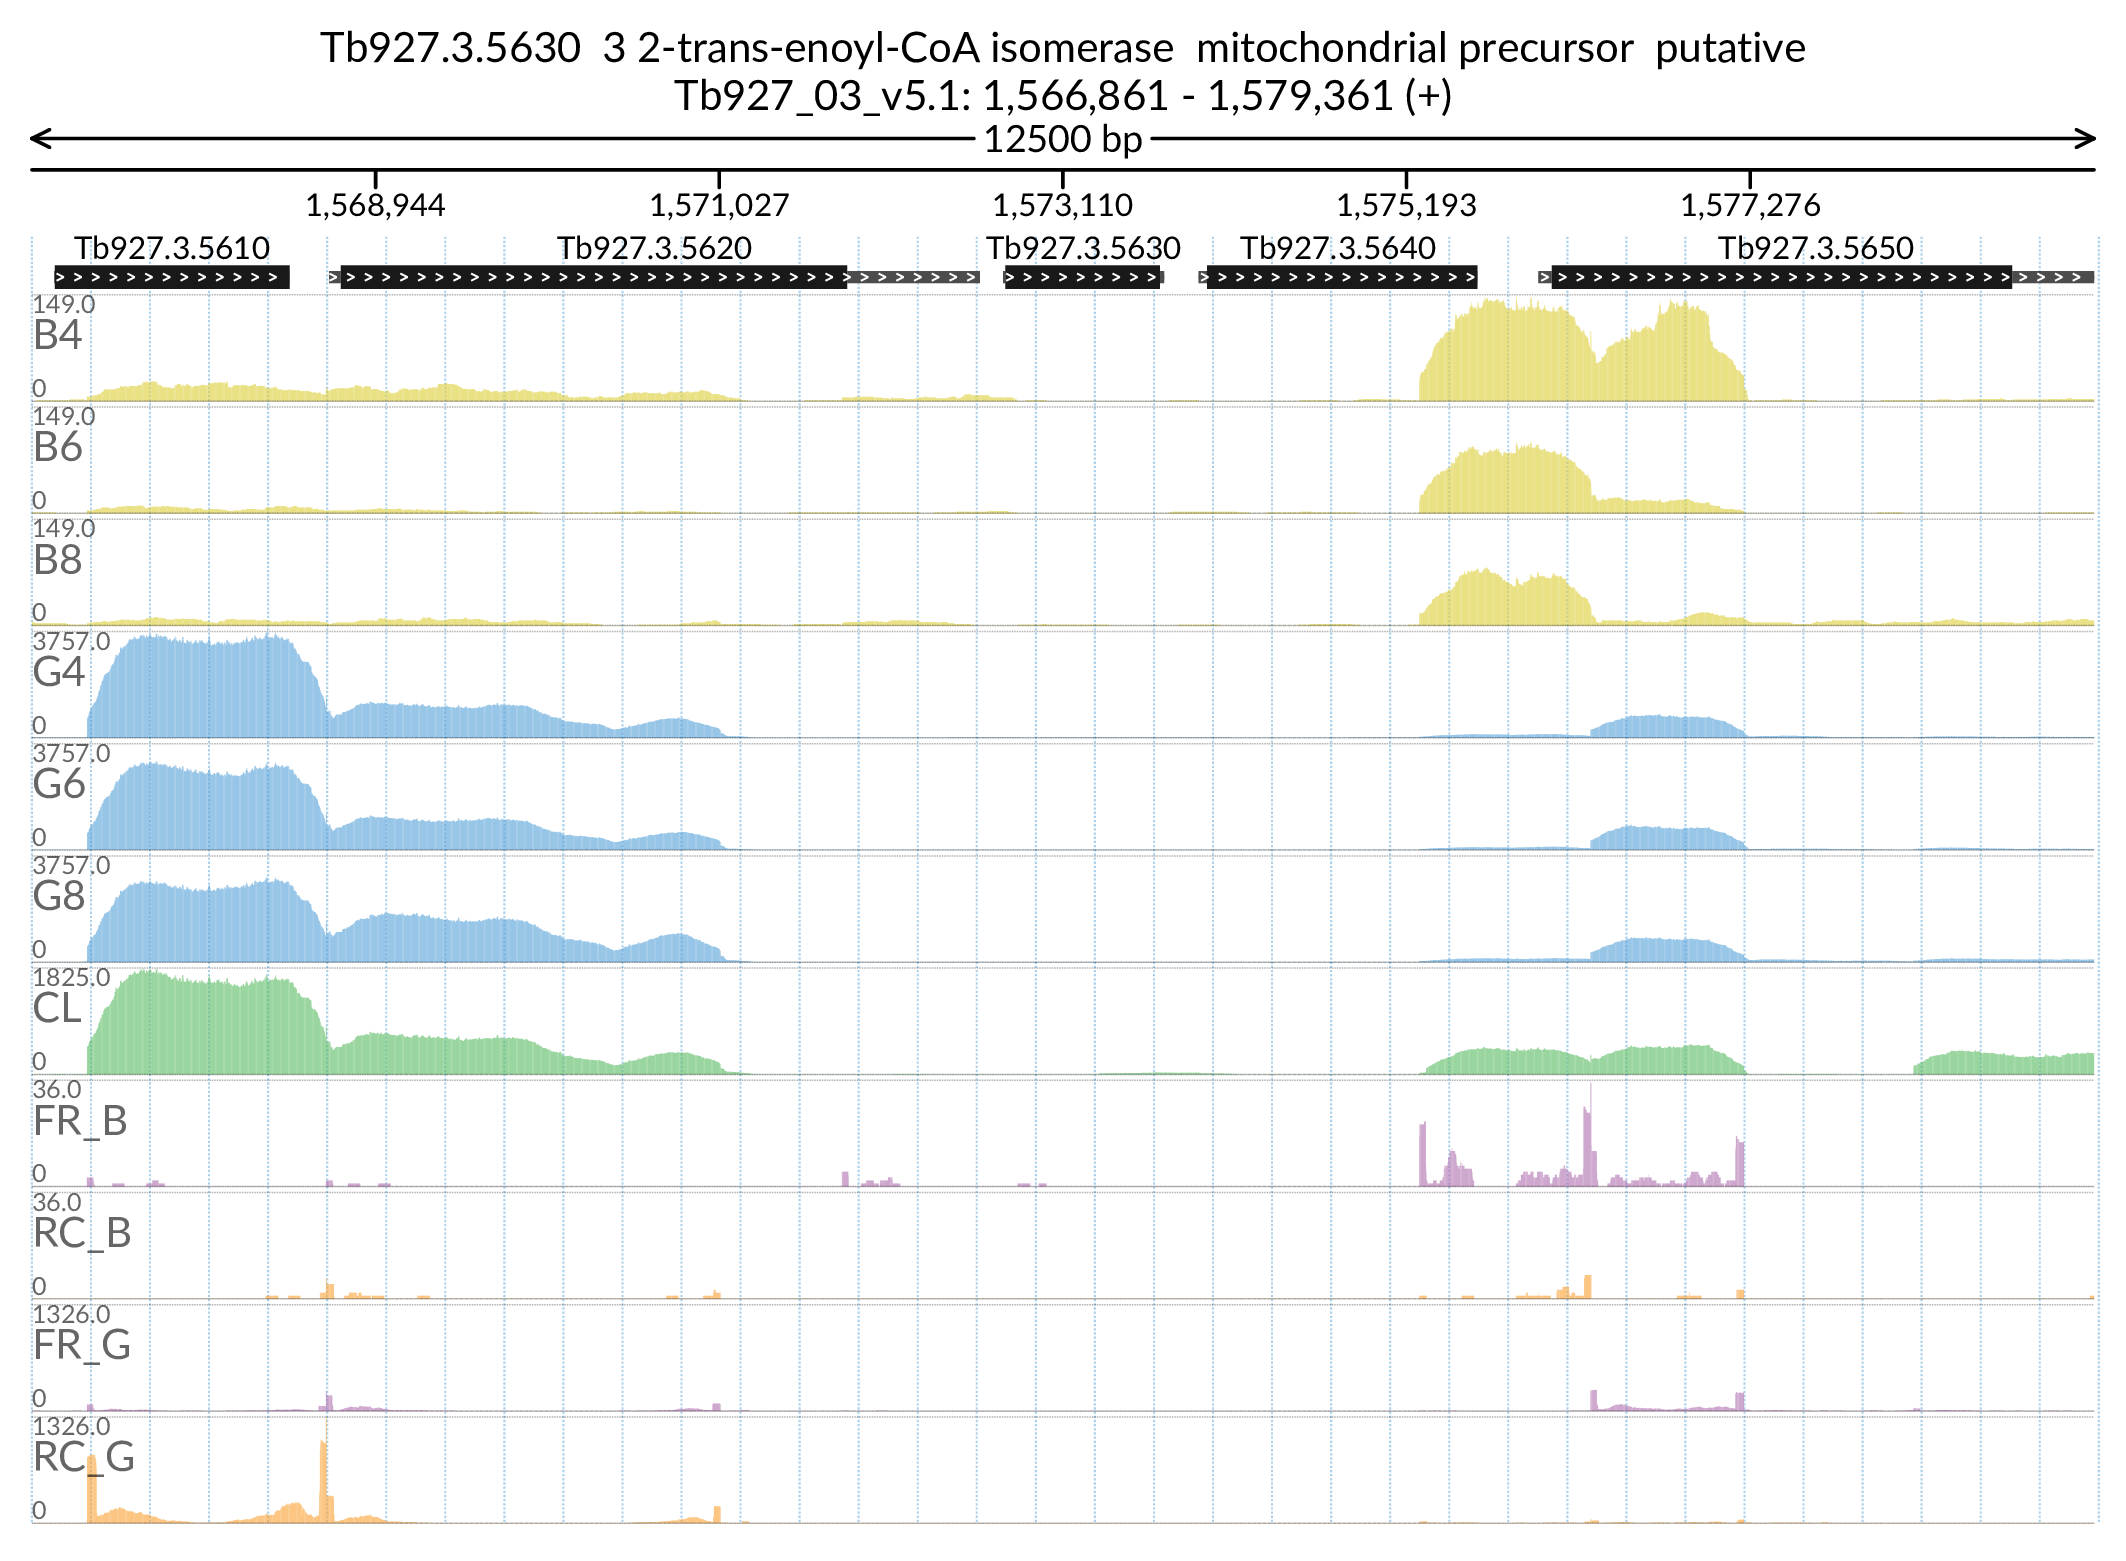 Tb927.3.5630 3 2-trans-enoyl-CoA isomerase mitochondrial precursor putative
Tb927_03_v5.1: 1,566,861 - 1,579,361 (+)
12500 bp
1,568,944 1,571,027 1,573,110 1,575,193 1,577,276
Tb927.3.5610 Tb927.3.5620 Tb927.3.5630 Tb927.3.5640 Tb927.3.5650
149.0
B4
0
149.0
B6
0
149.0
B8
0
3757.0
G4
0
3757.0
G6
0
3757.0
G8
0
1825.0
CL
0
36.0
FR_B
0
36.0
RC_B
0
1326.0
FR_G
0
1326.0
RC_G
0